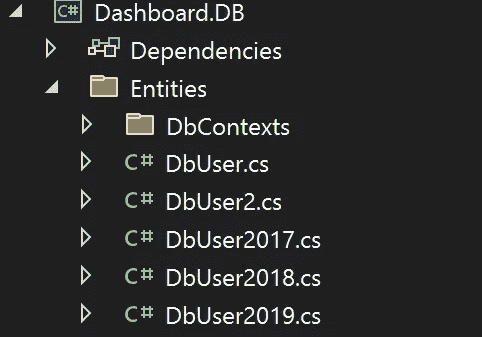 C# Dashboard.DB
Dependencies
Entities
DbContexts
C# DbUser.cs
C# DbUser2.cs
C# DbUser2017.cs
C# DbUser2018.cs
C# DbUser2019.cs